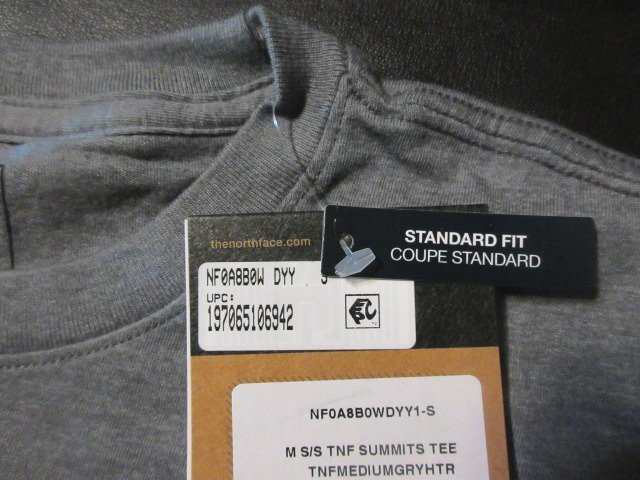 thenorthface.com
STANDARD FIT
COUPE STANDARD
NF0A8B0W DYY S
UPC:
197065106942
NF0A8B0WDYY1-S
M S/S TNF SUMMITS TEE
TNFMEDIUMGRYHTR